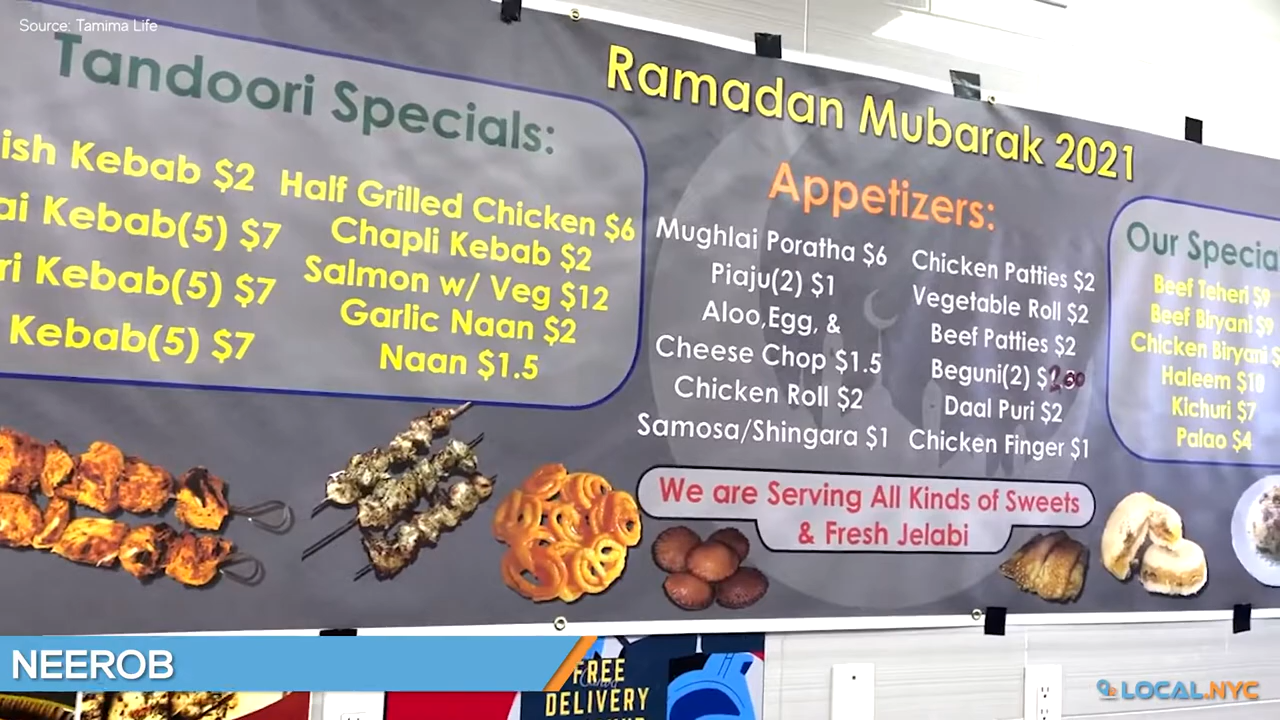 Source: Tamima Life
Tandoori Specials:
ish Kebab $2
ai Kebab(5) $7
ri Kebab(5) $7
Kebab(5) $7
Half Grilled Chicken $6
Chapli Kebab $2
Salmon w/ Veg $12
Garlic Naan $2
Naan $1.5
Ramadan Mubarak 2021
Appetizers:
Mughlai Poratha $6
Piaju(2) $1
Aloo,Egg, &
Cheese Chop $1.5
Chicken Roll $2
Samosa/Shingara $1
Chicken Patties $2
Vegetable Roll $2
Beef Patties $2
Beguni(2) $
Daal Puri $2
Chicken Finger $1
We are Serving All Kinds of Sweets
& Fresh Jelabi
Our Specia
Beef Teheri $9
Beef Biryani $9
Chicken Biryani $
Haleem $10
Kichuri $7
Palao $4
NEEROB
FREE
DELIVERY
LOCAL.NYC